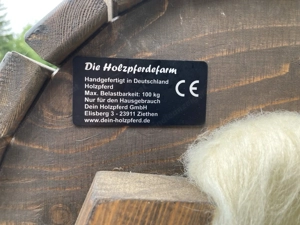 Die Holzpferdefarm
Handgefertigt in Deutschland
Holzpferd
Max. Belastbarkeit: 100 kg
Nur für den Hausgebrauch
Dein Holzpferd GmbH
Elisberg 3 - 23911 Ziethen
www.dein-holzpferd.de
CE